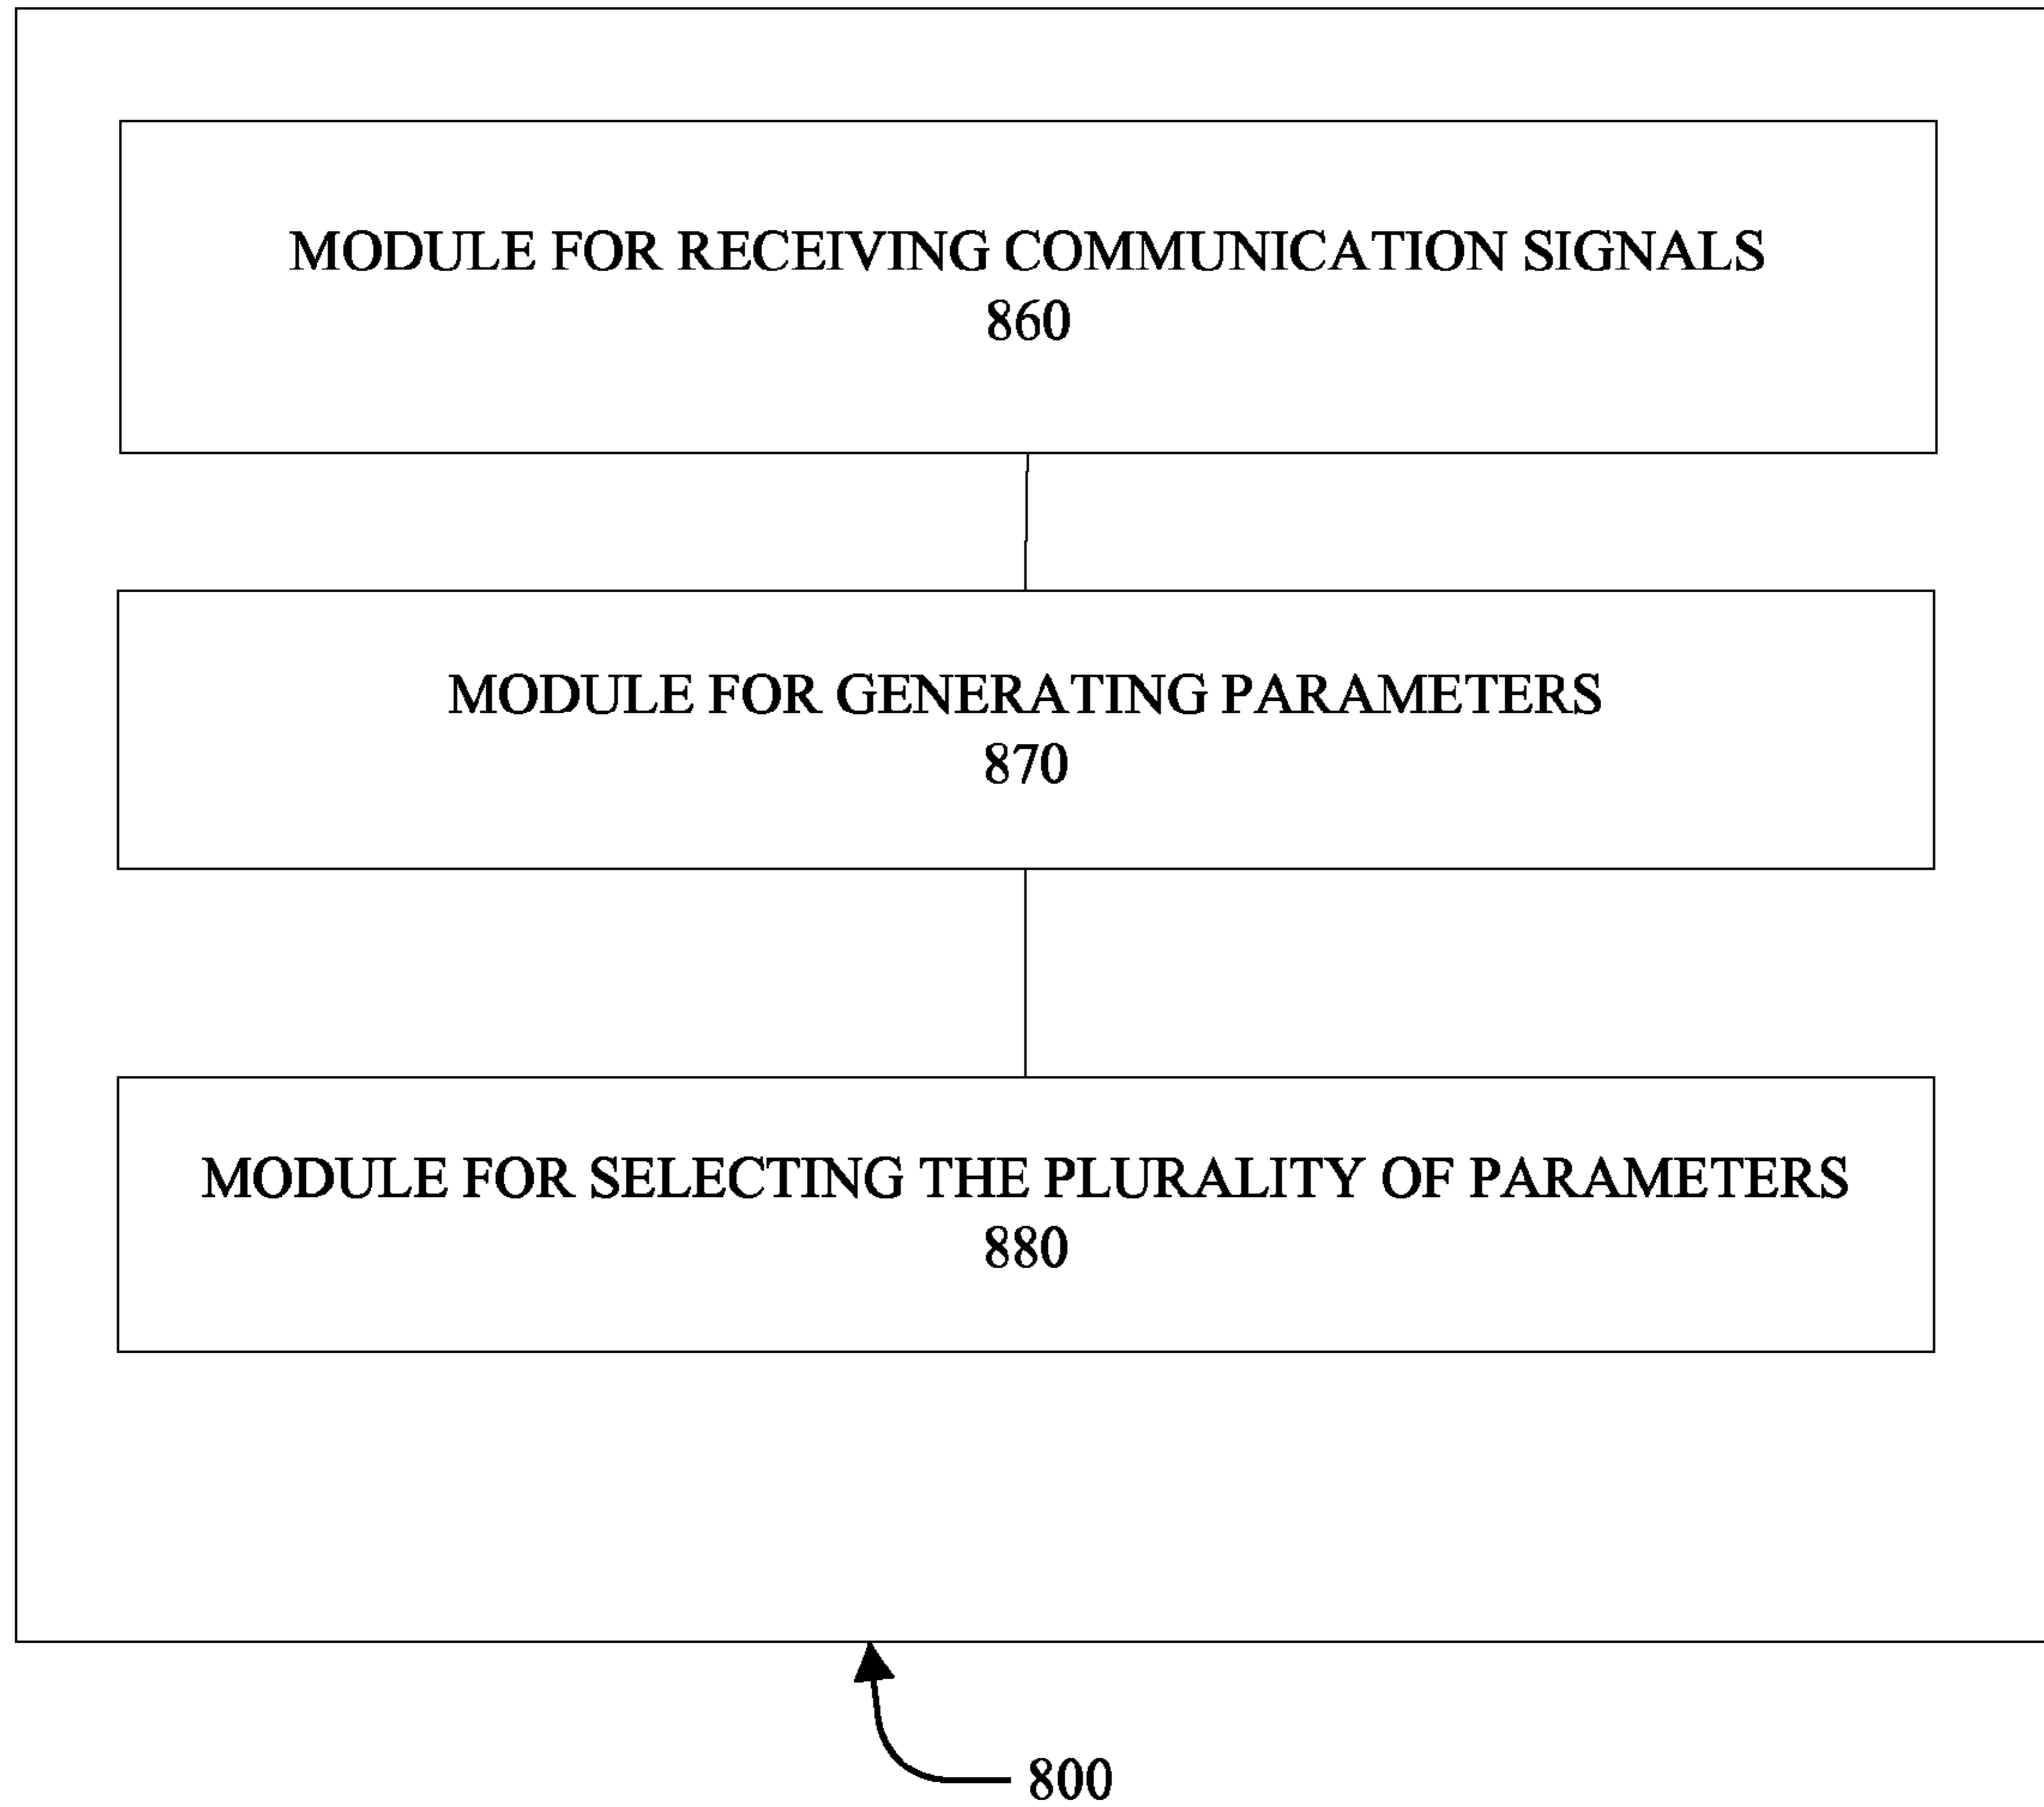 MODULE FOR RECEIVING COMMUNICATION SIGNALS
860
MODULE FOR GENERATING PARAMETERS
870
MODULE FOR SELECTING THE PLURALITY OF PARAMETERS
880
800